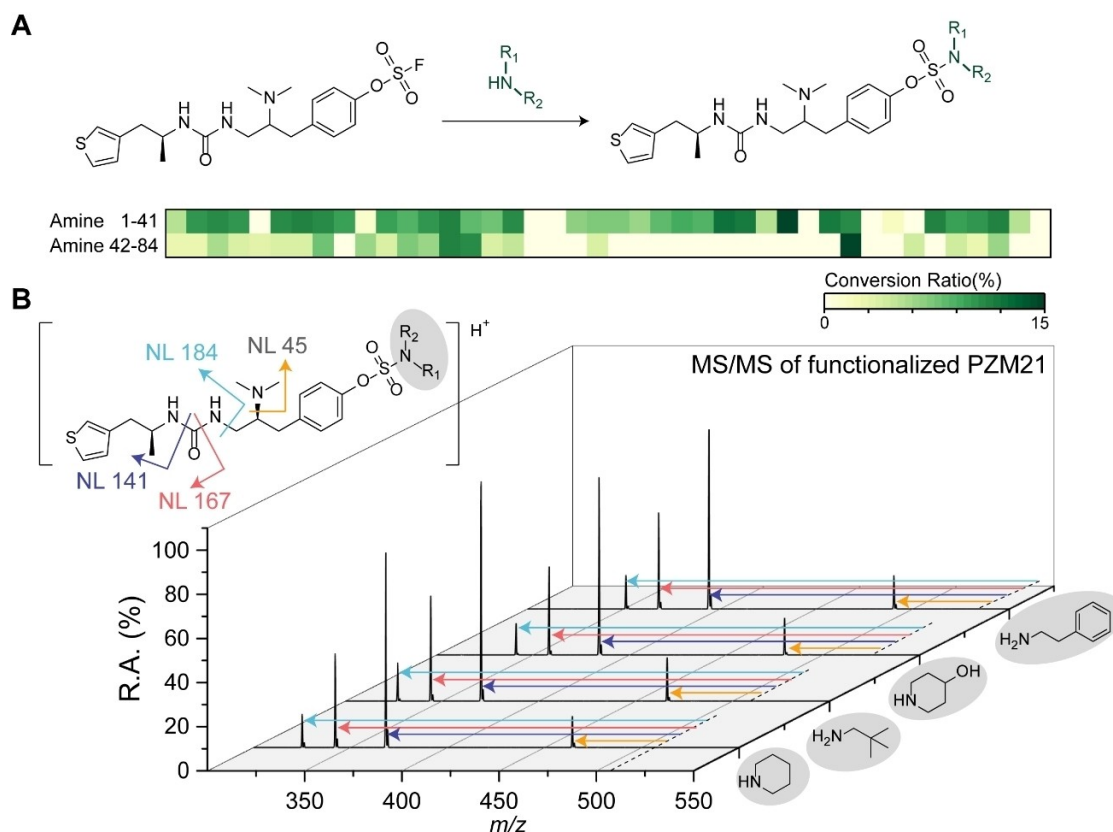 A
R₁
HN
R₂
O
S
F
O
O
N
H
N
H
N
O
S
R₁
O
N
S
R₂
O
O
N
H
N
H
N
O
S
Amine 1-41
Amine 42-84
Conversion Ratio(%)
0 15
B
MS/MS of functionalized PZM21
H⁺
NL 184
NL 45
R₂
O
N
S
R₁
O
O
N
H
N
H
N
O
S
NL 141
NL 167
R.A. (%)
100
80
60
40
20
0
350 400 450 500 550
m/z
H₂N
OH
HN
H₂N
HN